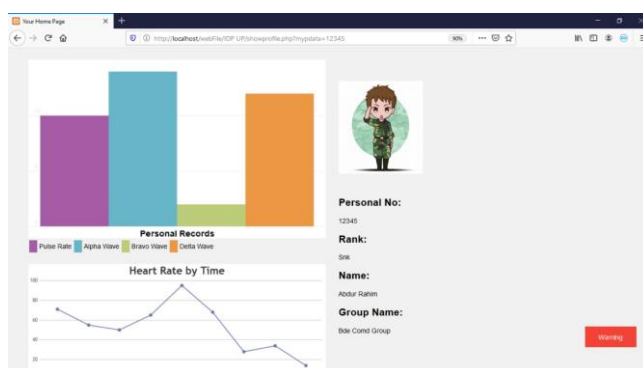 Your Home Page
http://localhost/webFile/IDP UP/showprofile.php?mypdata=12345
90%
Personal Records
Pulse Rate Alpha Wave Bravo Wave Delta Wave
Heart Rate by Time
100
80
60
40
20
Personal No:
12345
Rank:
Snk
Name:
Abdur Rahim
Group Name:
Bde Comd Group
Warning